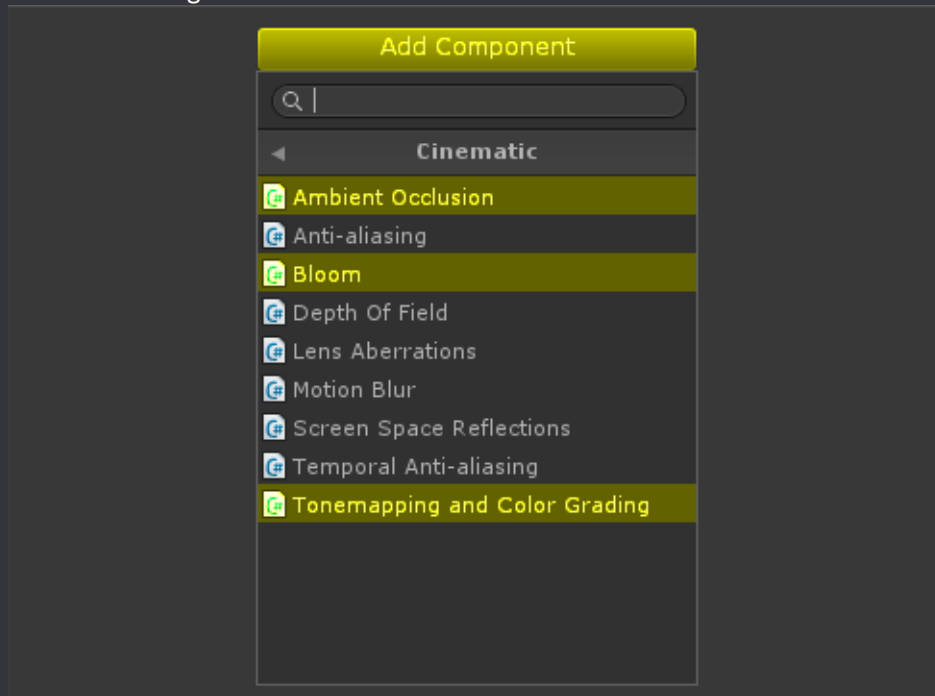 Add Component
Cinematic
Ambient Occlusion
Anti-aliasing
Bloom
Depth Of Field
Lens Aberrations
Motion Blur
Screen Space Reflections
Temporal Anti-aliasing
Tonemapping and Color Grading